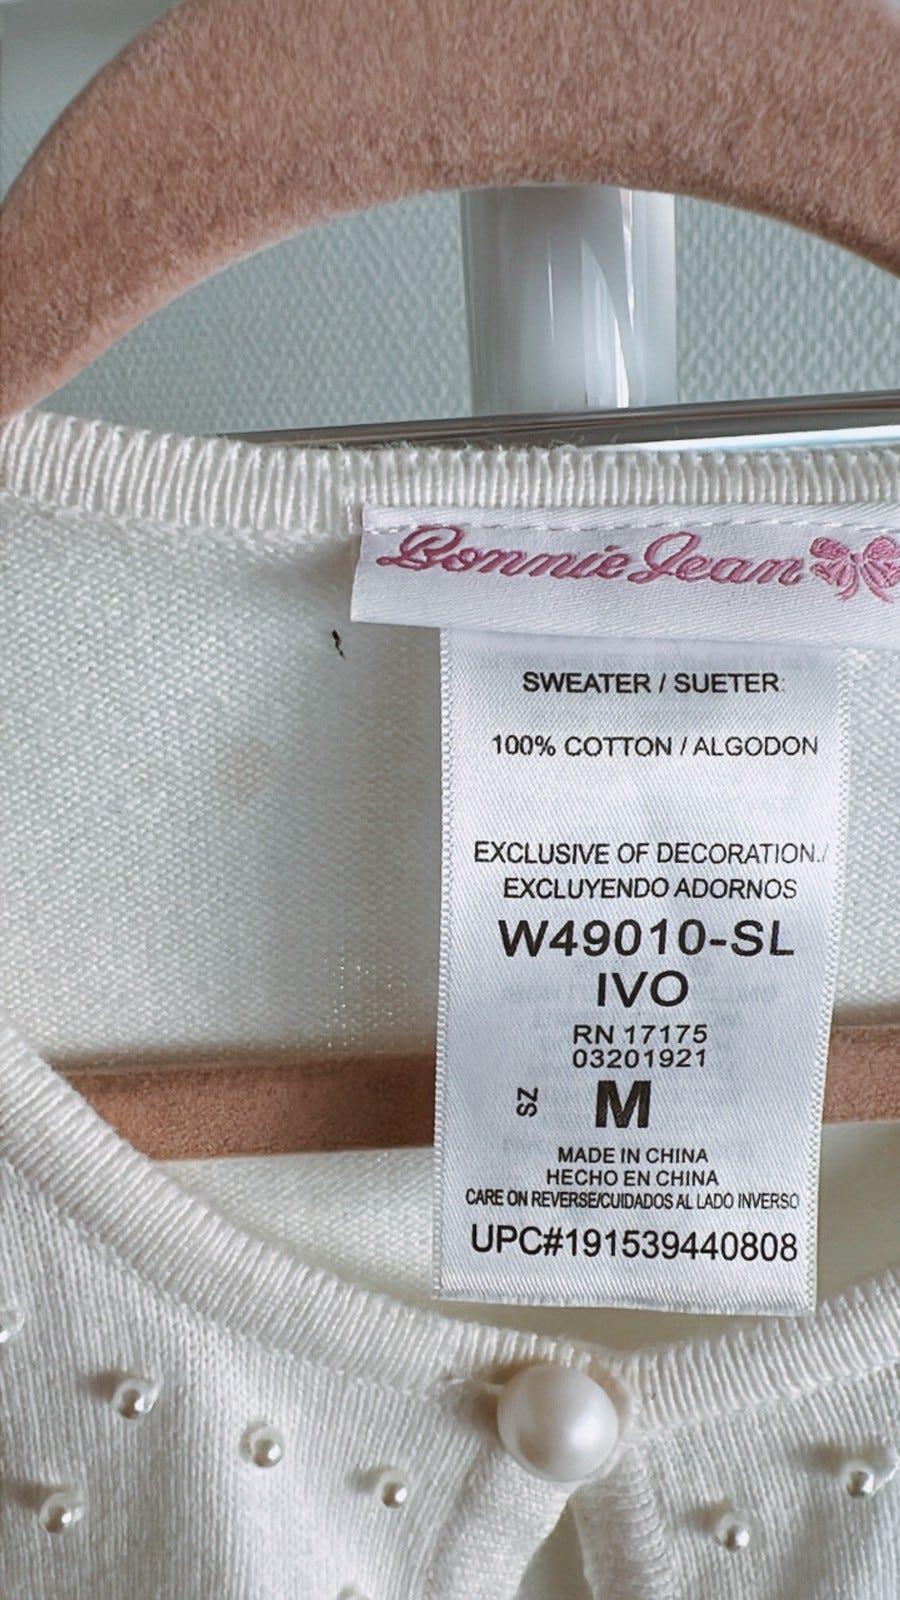 Bonnie Jean
SWEATER / SUETER:
100% COTTON / ALGODON
EXCLUSIVE OF DECORATION./
EXCLUYENDO ADORNOS
W49010-SL
IVO
RN 17175
03201921
SZ M
MADE IN CHINA
HECHO EN CHINA
CARE ON REVERSE/CUIDADOS AL LADO INVERSO
UPC#191539440808